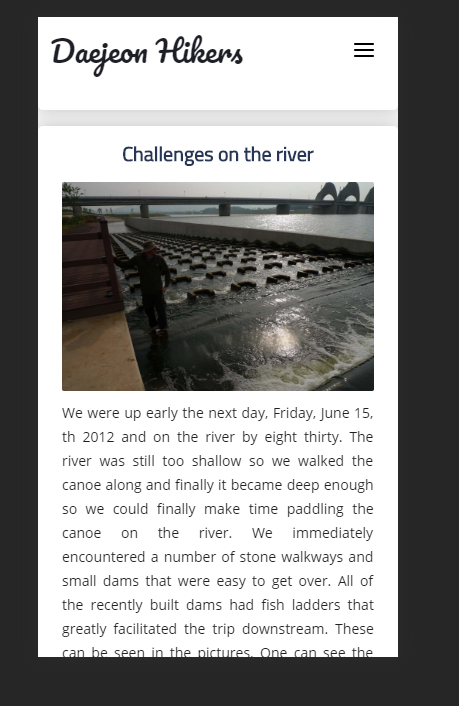 Daejeon Hikers
Challenges on the river
We were up early the next day, Friday, June 15,
th 2012 and on the river by eight thirty. The
river was still too shallow so we walked the
canoe along and finally it became deep enough
so we could finally make time paddling the
canoe on the river. We immediately
encountered a number of stone walkways and
small dams that were easy to get over. All of
the recently built dams had fish ladders that
greatly facilitated the trip downstream. These
can be seen in the pictures. One can see the